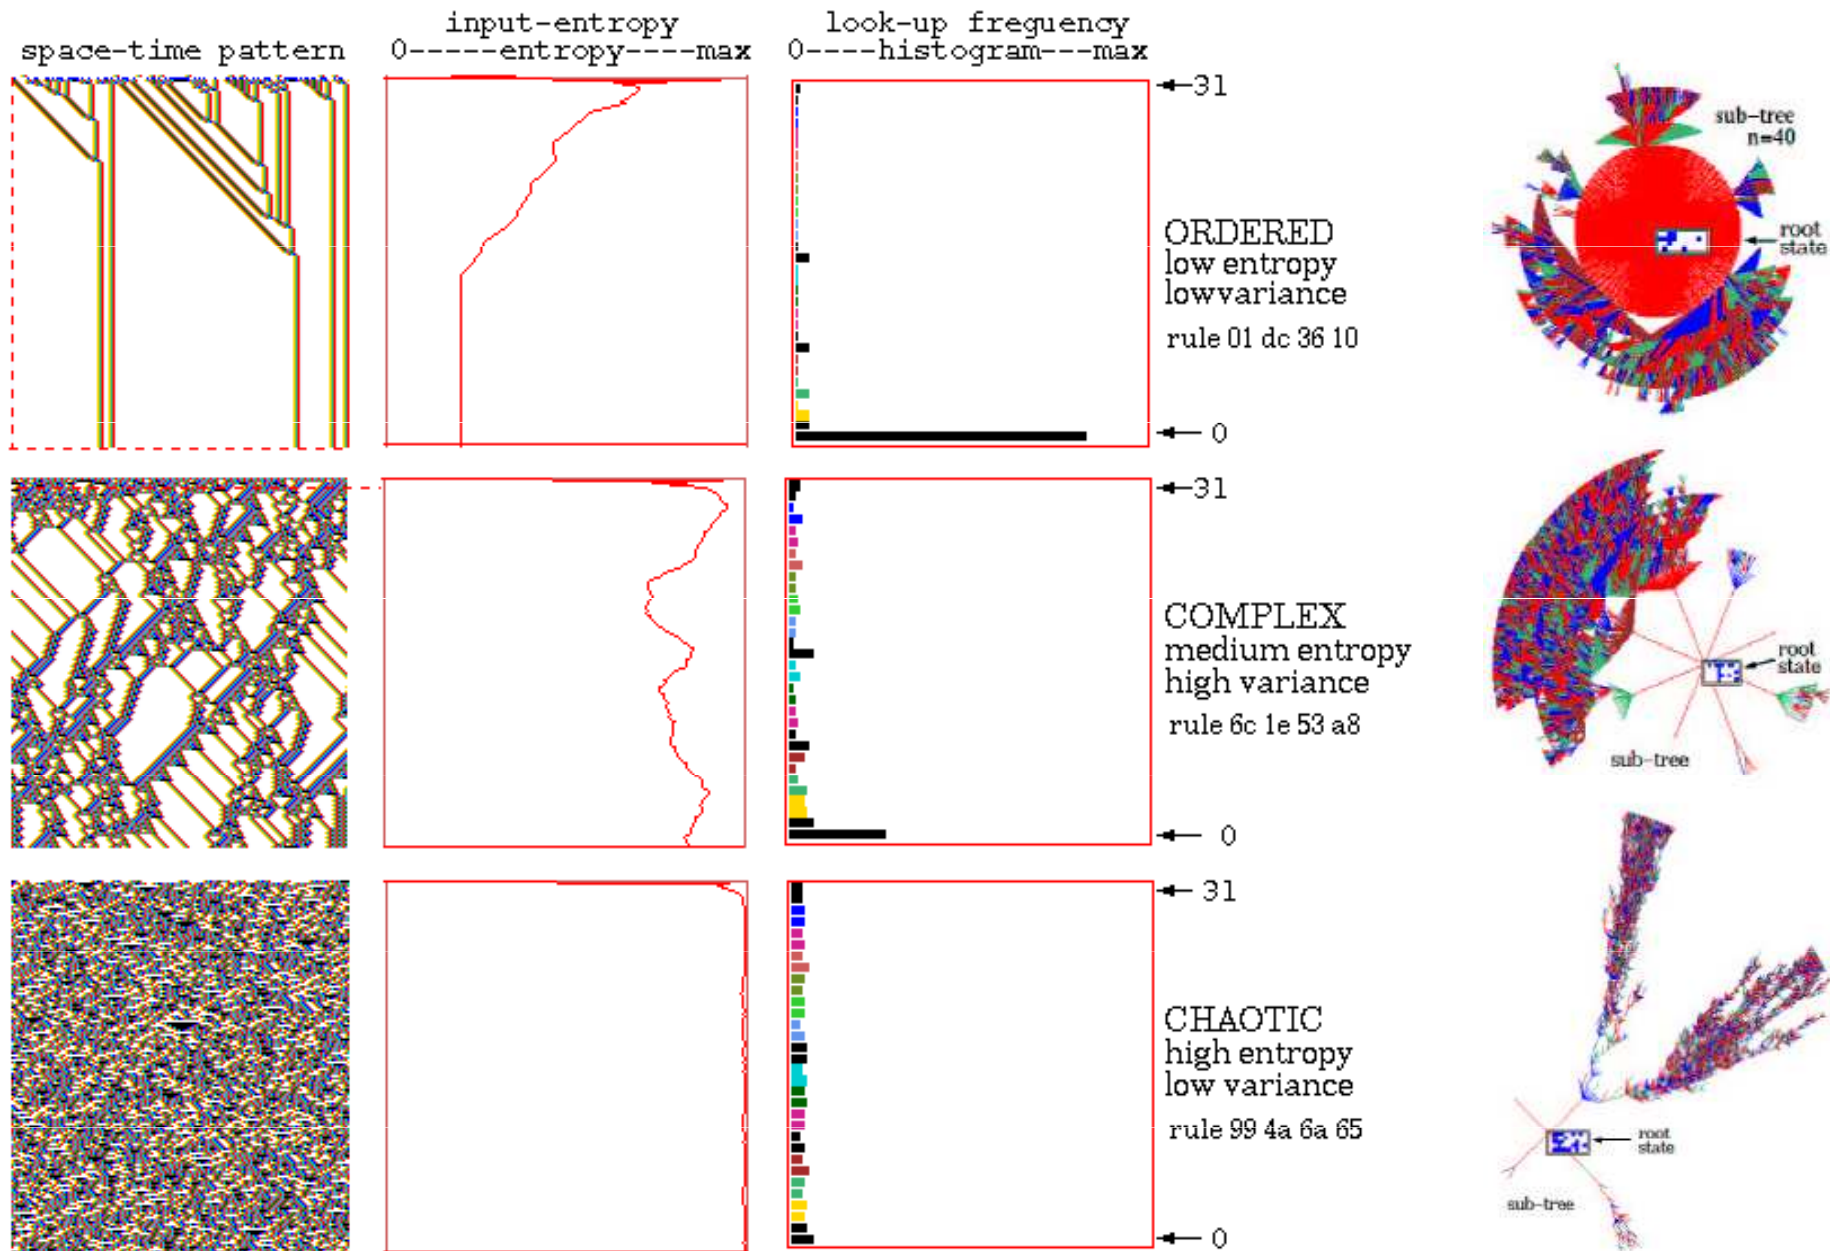 input-entropy
look-up freguency
space-time pattern
0-----entropy----max
0----histogram---max
31
sub-tree
n=40
ORDERED
low entropy
lowvariance
rule 01 dc 36 10
root
state
0
31
COMPLEX
medium entropy
high variance
rule 6c 1e 53 a8
root
state
sub-tree
0
31
CHAOTIC
high entropy
low variance
rule 99 4a 6a 65
root
state
sub-tree
0